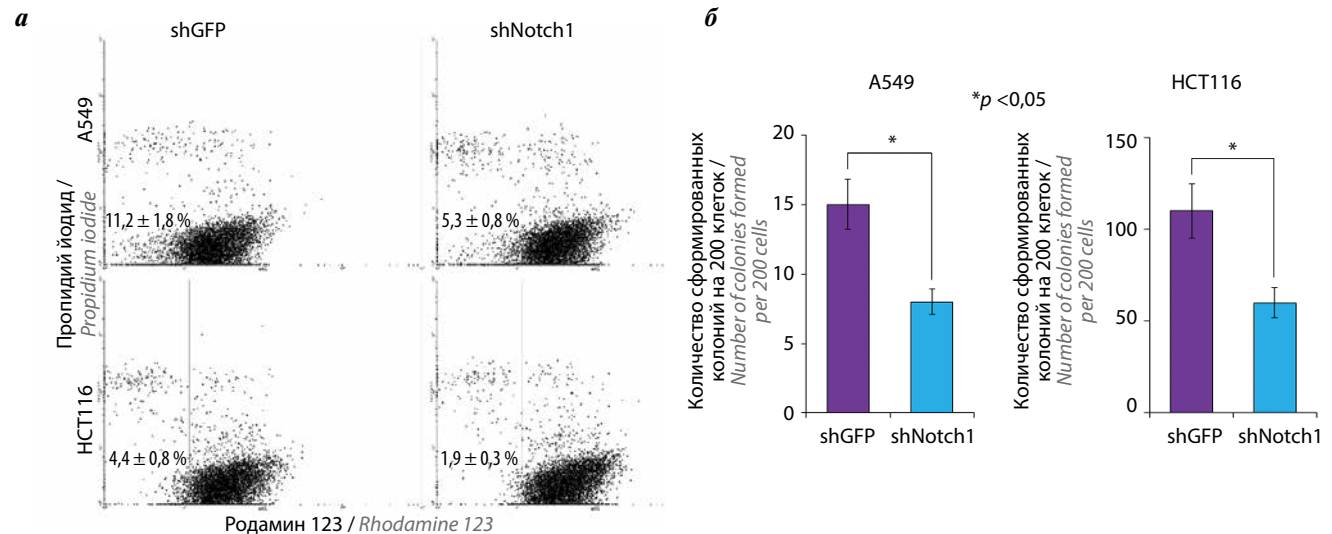 а
shGFP
shNotch1
A549
HCT116
Пропидий йодид /
Propidium iodide
11,2 ± 1,8 %
5,3 ± 0,8 %
4,4 ± 0,8 %
1,9 ± 0,3 %
Родамин 123 / Rhodamine 123
б
A549
*p <0,05
HCT116
Количество сформированных
колоний на 200 клеток /
Number of colonies formed
per 200 cells
20
15
10
5
0
*
shGFP
shNotch1
Количество сформированных
колоний на 200 клеток /
Number of colonies formed
per 200 cells
150
100
50
0
*
shGFP
shNotch1